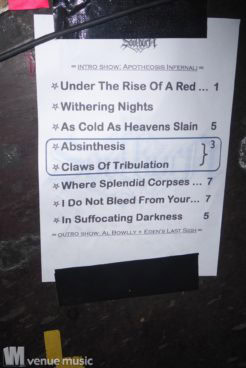 = INTRO SHOW: APOTHEOSIS INFERNALI =
Under The Rise Of A Red ... 1
Withering Nights
As Cold As Heavens Slain 5
Absinthesis
3
Claws Of Tribulation
Where Splendid Corpses ... 7
I Do Not Bleed From Your... 7
In Suffocating Darkness 5
= OUTRO SHOW: AL BOWLLY + EDEN'S LAST SIGH =
venue music